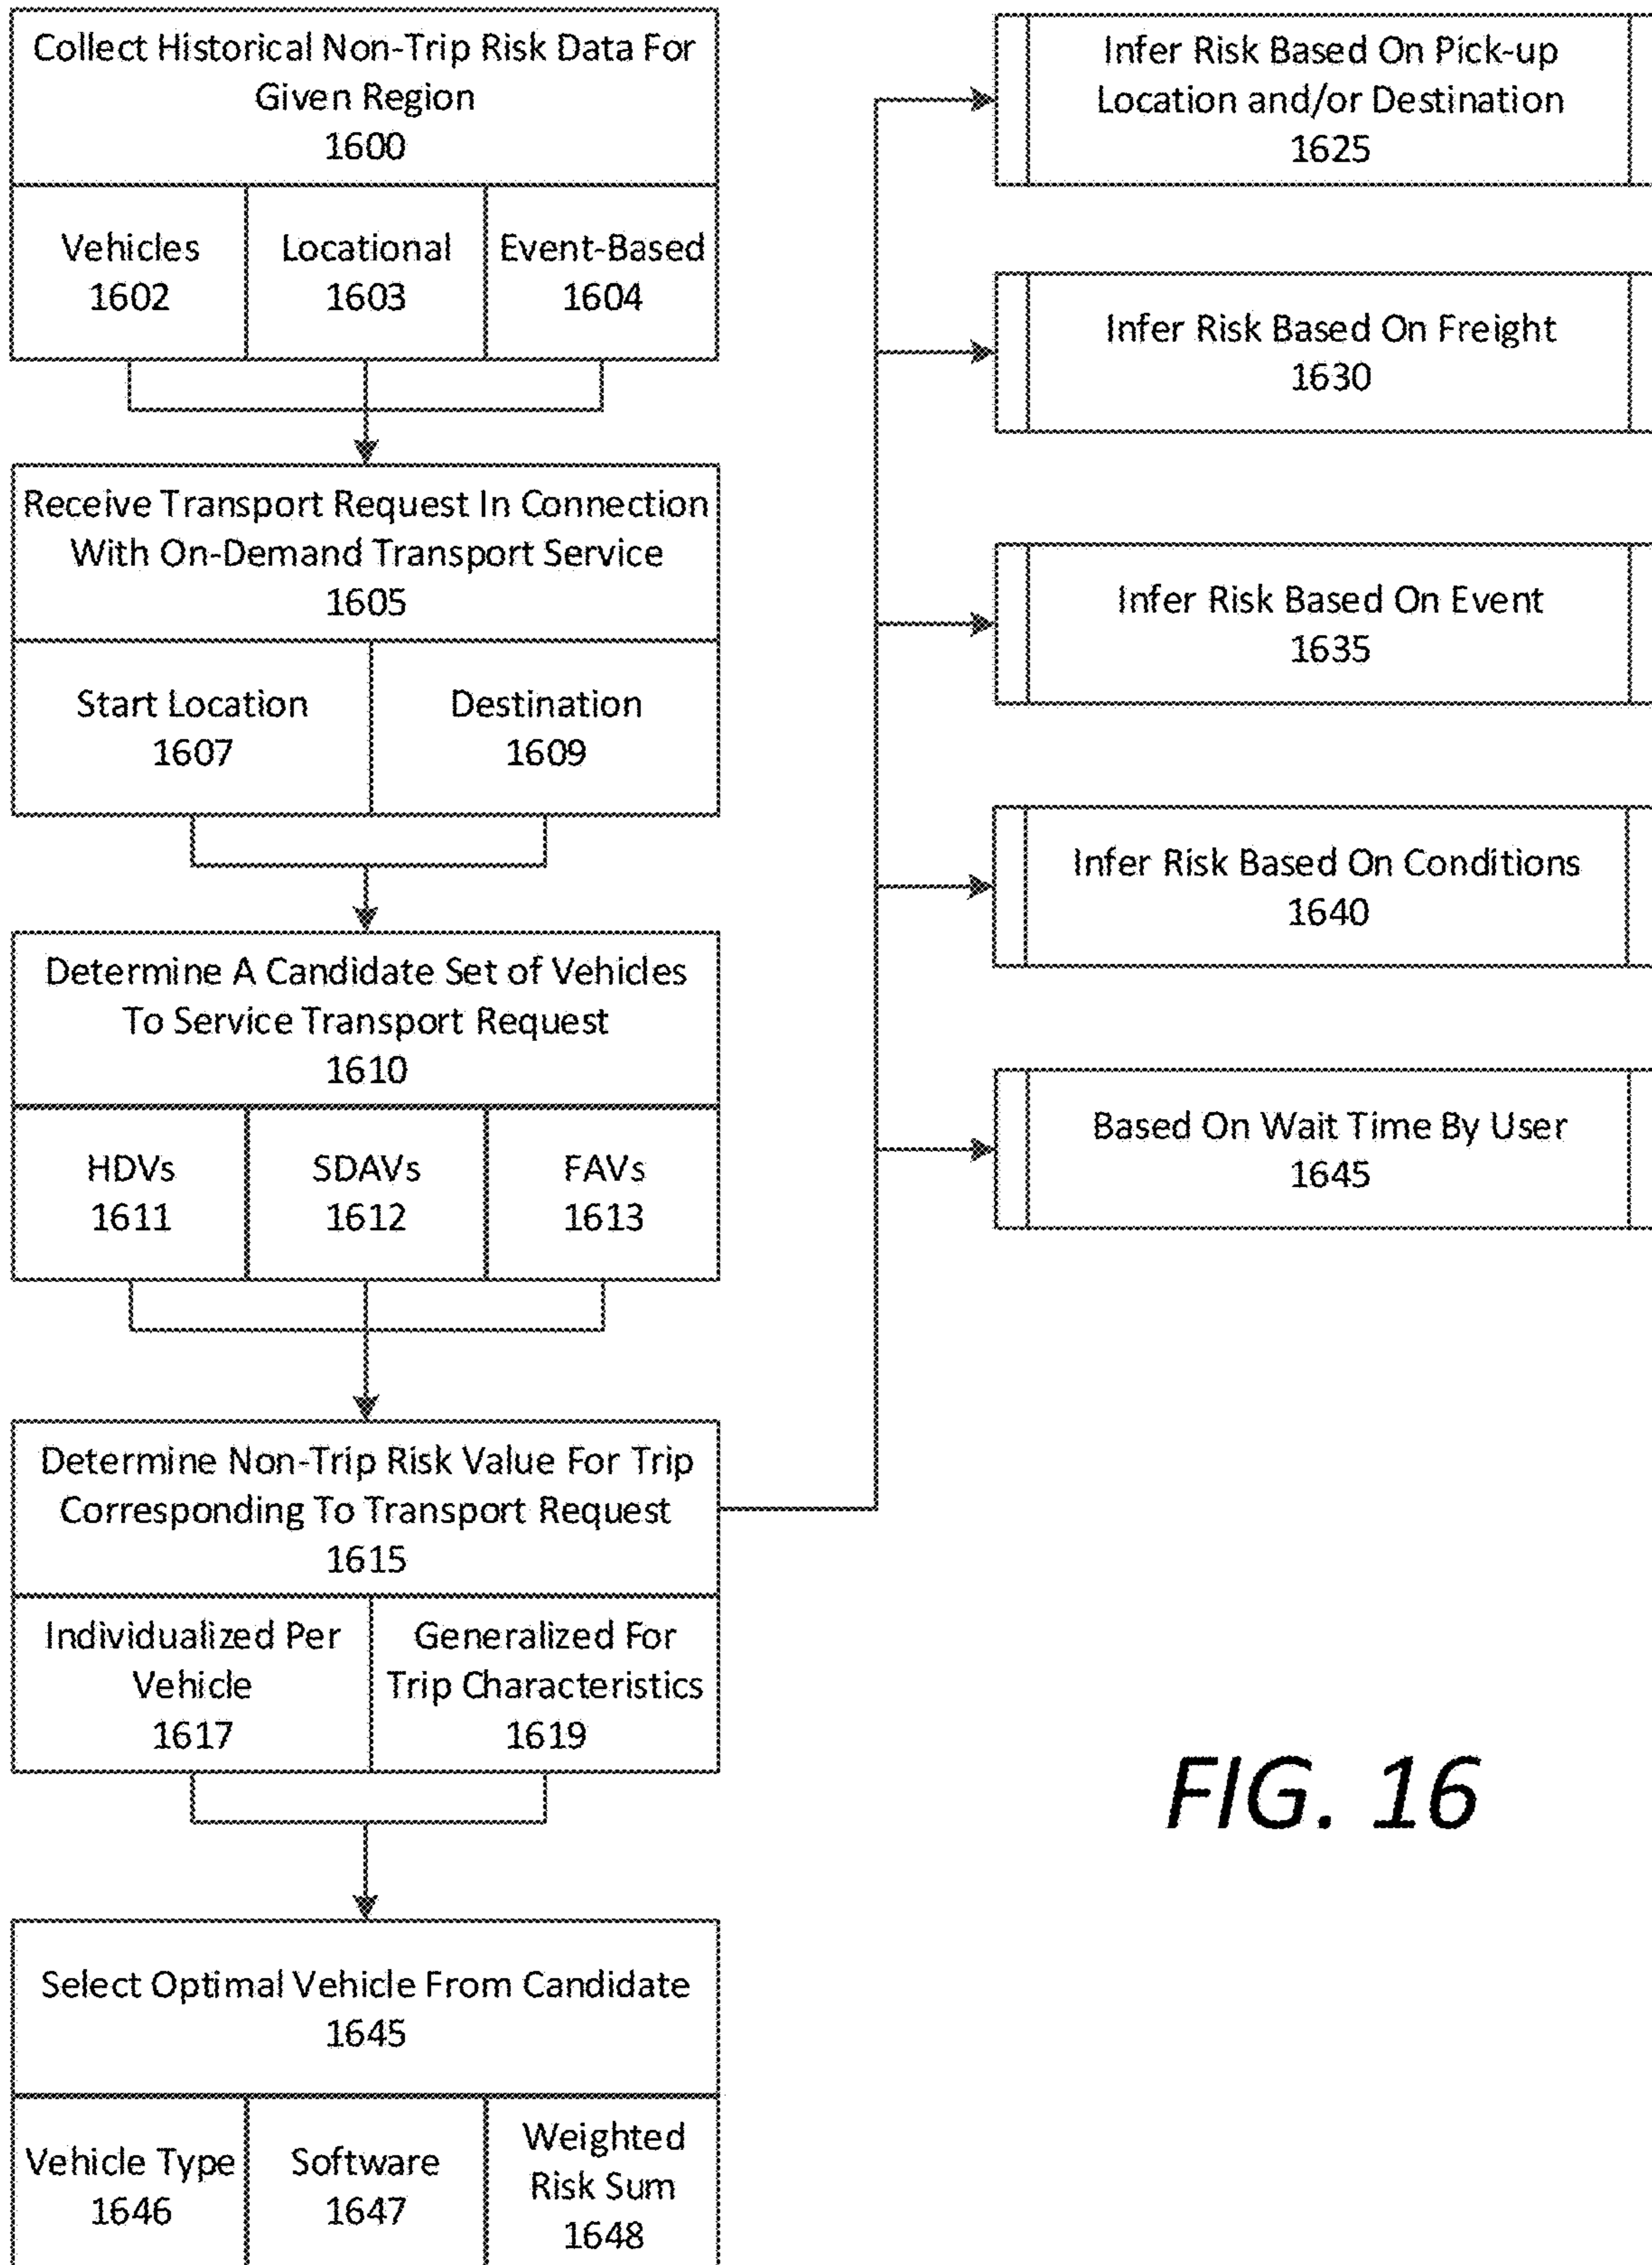 Collect Historical Non-Trip Risk Data For
Given Region
1600
Vehicles
1602
Locational
1603
Event-Based
1604
Receive Transport Request In Connection
With On-Demand Transport Service
1605
Start Location
1607
Destination
1609
Determine A Candidate Set of Vehicles
To Service Transport Request
1610
HDVs
1611
SDAVs
1612
FAVs
1613
Determine Non-Trip Risk Value For Trip
Corresponding To Transport Request
1615
Individualized Per
Vehicle
1617
Generalized For
Trip Characteristics
1619
Select Optimal Vehicle From Candidate
1645
Vehicle Type
1646
Software
1647
Weighted
Risk Sum
1648
Infer Risk Based On Pick-up
Location and/or Destination
1625
Infer Risk Based On Freight
1630
Infer Risk Based On Event
1635
Infer Risk Based On Conditions
1640
Based On Wait Time By User
1645
FIG. 16